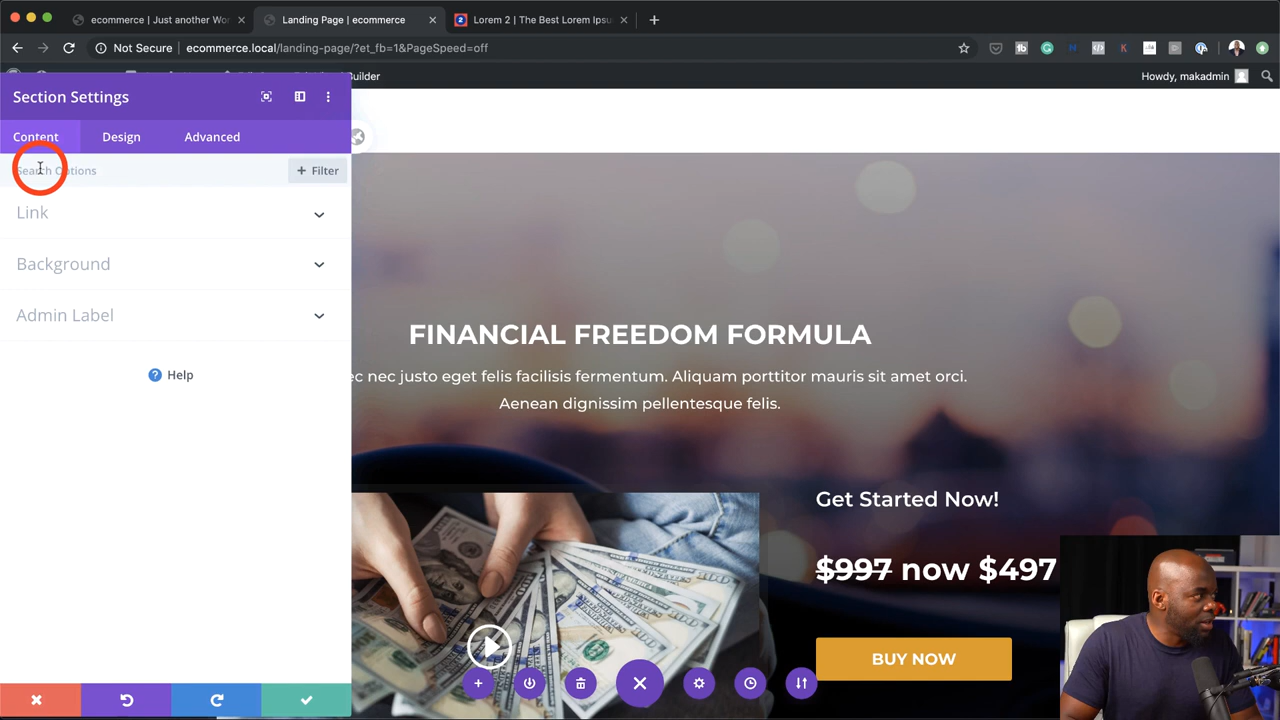 ecommerce | Just another Wor
Landing Page | ecommerce
Lorem 2 | The Best Lorem Ipsu
Not Secure
ecommerce.local/landing-page/?et_fb=1&PageSpeed=off
Builder
Howdy, makadmin
Section Settings
Content
Design
Advanced
Search Options
+ Filter
Link
Background
Admin Label
Help
FINANCIAL FREEDOM FORMULA
nec justo eget felis facilisis fermentum. Aliquam porttitor mauris sit amet orci.
Aenean dignissim pellentesque felis.
Get Started Now!
$997 now $497
BUY NOW